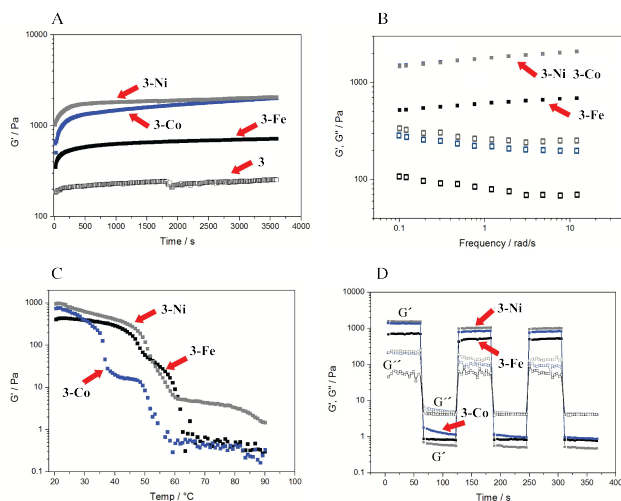 A
10000
1000
100
G' / Pa
3-Ni
3-Co
3-Fe
3
0 500 1000 1500 2000 2500 3000 3500 4000
Time / s
B
1000
100
G', G'' / Pa
3-Ni 3-Co
3-Fe
0.1 1 10
Frequency / rad/s
C
1000
100
10
1
0.1
G' / Pa
3-Ni
3-Fe
3-Co
20 30 40 50 60 70 80 90 100
Temp / °C
D
10000
1000
100
10
1
0.1
G', G'' / Pa
G´
3-Ni
3-Fe
G´´
G´´
3-Co
G´
0 50 100 150 200 250 300 350 400
Time / s